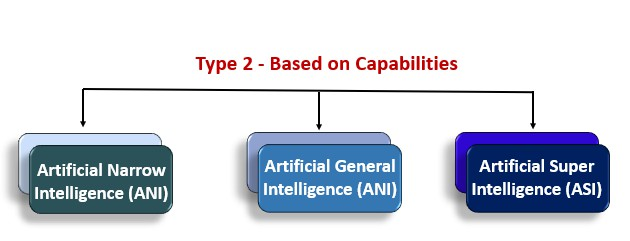 Type 2 - Based on Capabilities
Artificial Narrow
Intelligence (ANI)
Artificial General
Intelligence (ANI)
Artificial Super
Intelligence (ASI)